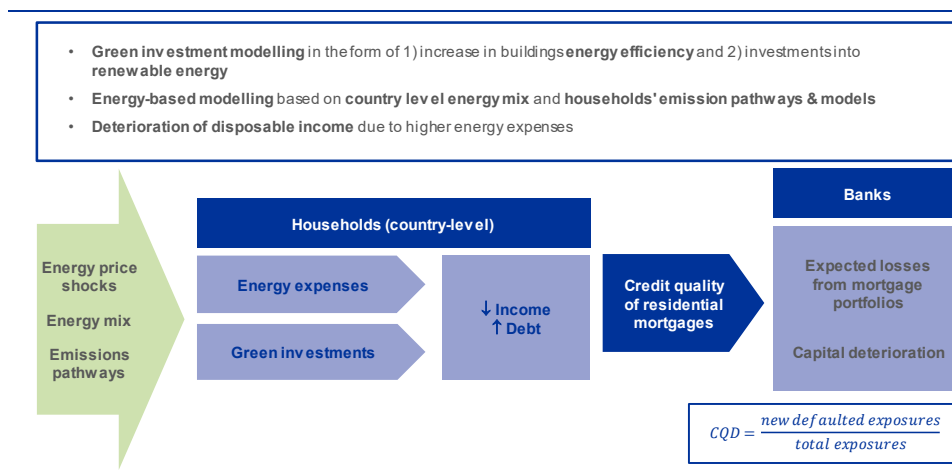 • Green investment modelling in the form of 1) increase in buildings energy efficiency and 2) investments into
renewable energy
• Energy-based modelling based on country level energy mix and households' emission pathways & models
• Deterioration of disposable income due to higher energy expenses
Energy price
shocks
Energy mix
Emissions
pathways
Households (country-level)
Energy expenses
Green investments
↓ Income
↑ Debt
Credit quality
of residential
mortgages
Banks
Expected losses
from mortgage
portfolios
Capital deterioration
CQD = new defaulted exposures / total exposures